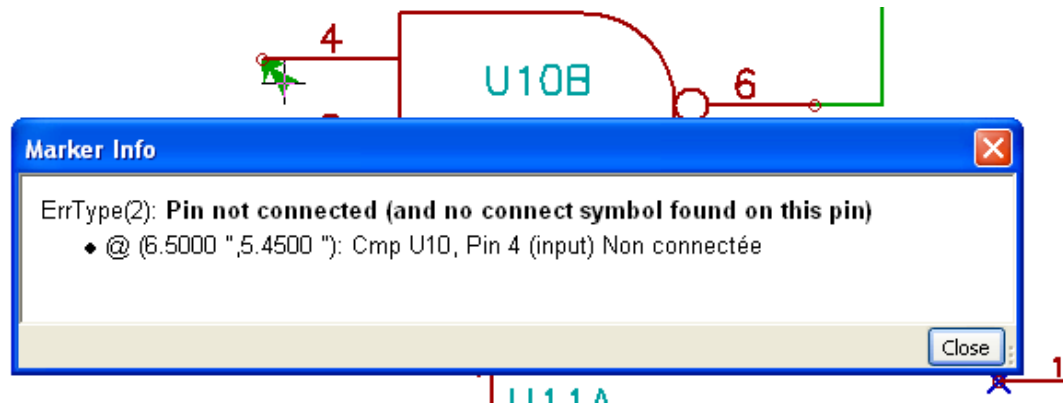 4
U10B
6
Marker Info
ErrType(2): Pin not connected (and no connect symbol found on this pin)
@ (6.5000 ",5.4500 "): Cmp U10, Pin 4 (input) Non connectée
Close
1
U11A